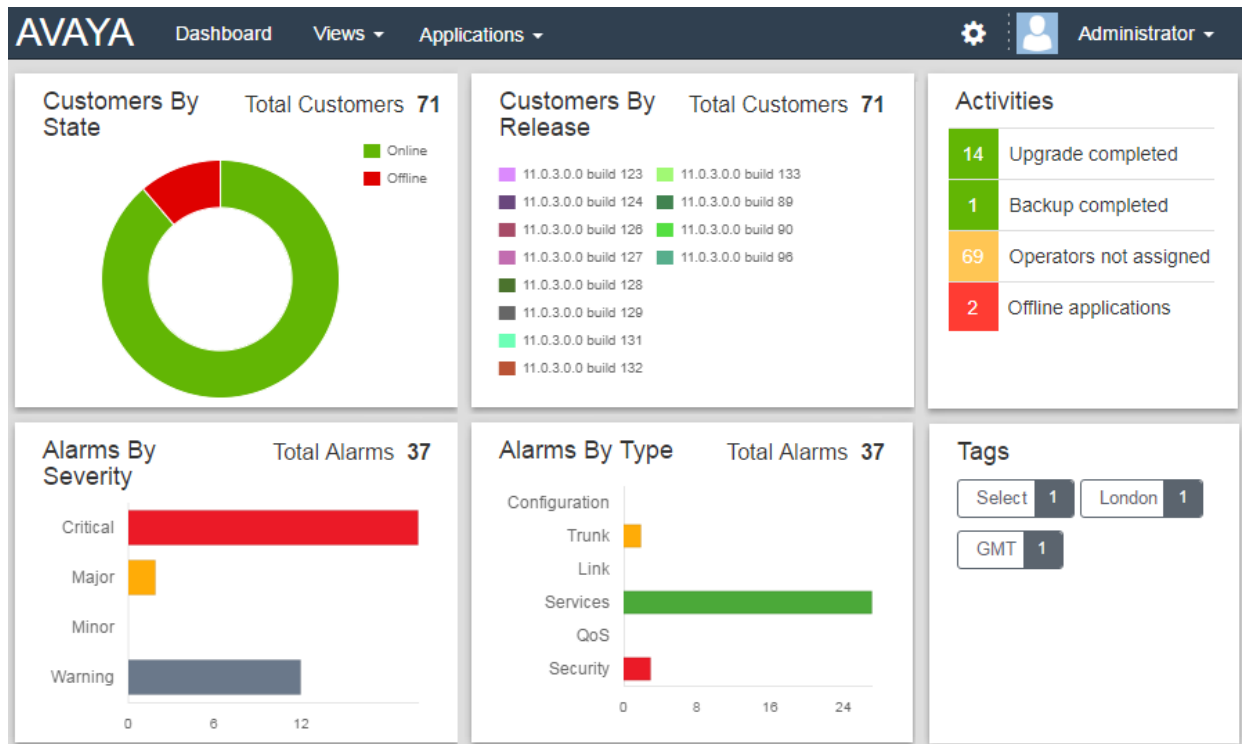 AVAYA Dashboard Views Applications Administrator
Customers By State
Total Customers 71
Online
Offline
Customers By Release
Total Customers 71
11.0.3.0.0 build 123
11.0.3.0.0 build 124
11.0.3.0.0 build 126
11.0.3.0.0 build 127
11.0.3.0.0 build 128
11.0.3.0.0 build 129
11.0.3.0.0 build 131
11.0.3.0.0 build 132
11.0.3.0.0 build 133
11.0.3.0.0 build 89
11.0.3.0.0 build 90
11.0.3.0.0 build 96
Activities
14 Upgrade completed
1 Backup completed
69 Operators not assigned
2 Offline applications
Alarms By Severity
Total Alarms 37
Critical
Major
Minor
Warning
0 6 12
Alarms By Type
Total Alarms 37
Configuration
Trunk
Link
Services
QoS
Security
0 8 16 24
Tags
Select 1 London 1
GMT 1